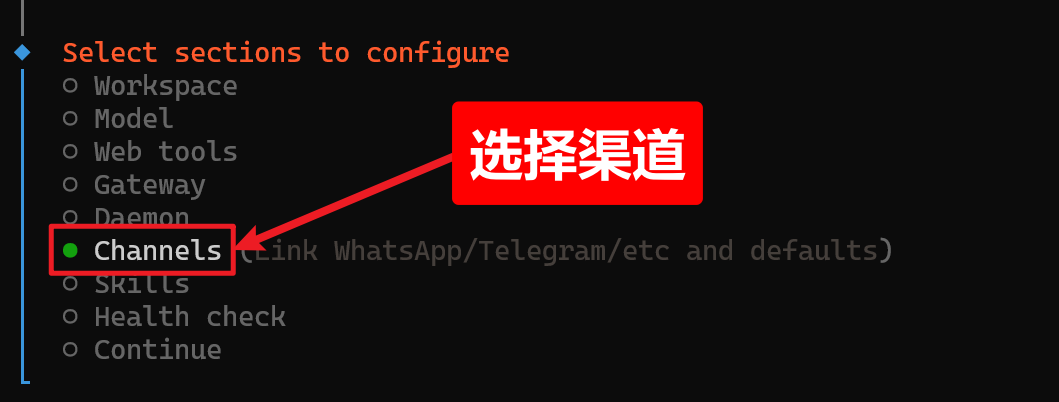 Select sections to configure
Workspace
Model
Web tools
Gateway
Daemon
Channels (Link WhatsApp/Telegram/etc and defaults)
Skills
Health check
Continue
选择渠道